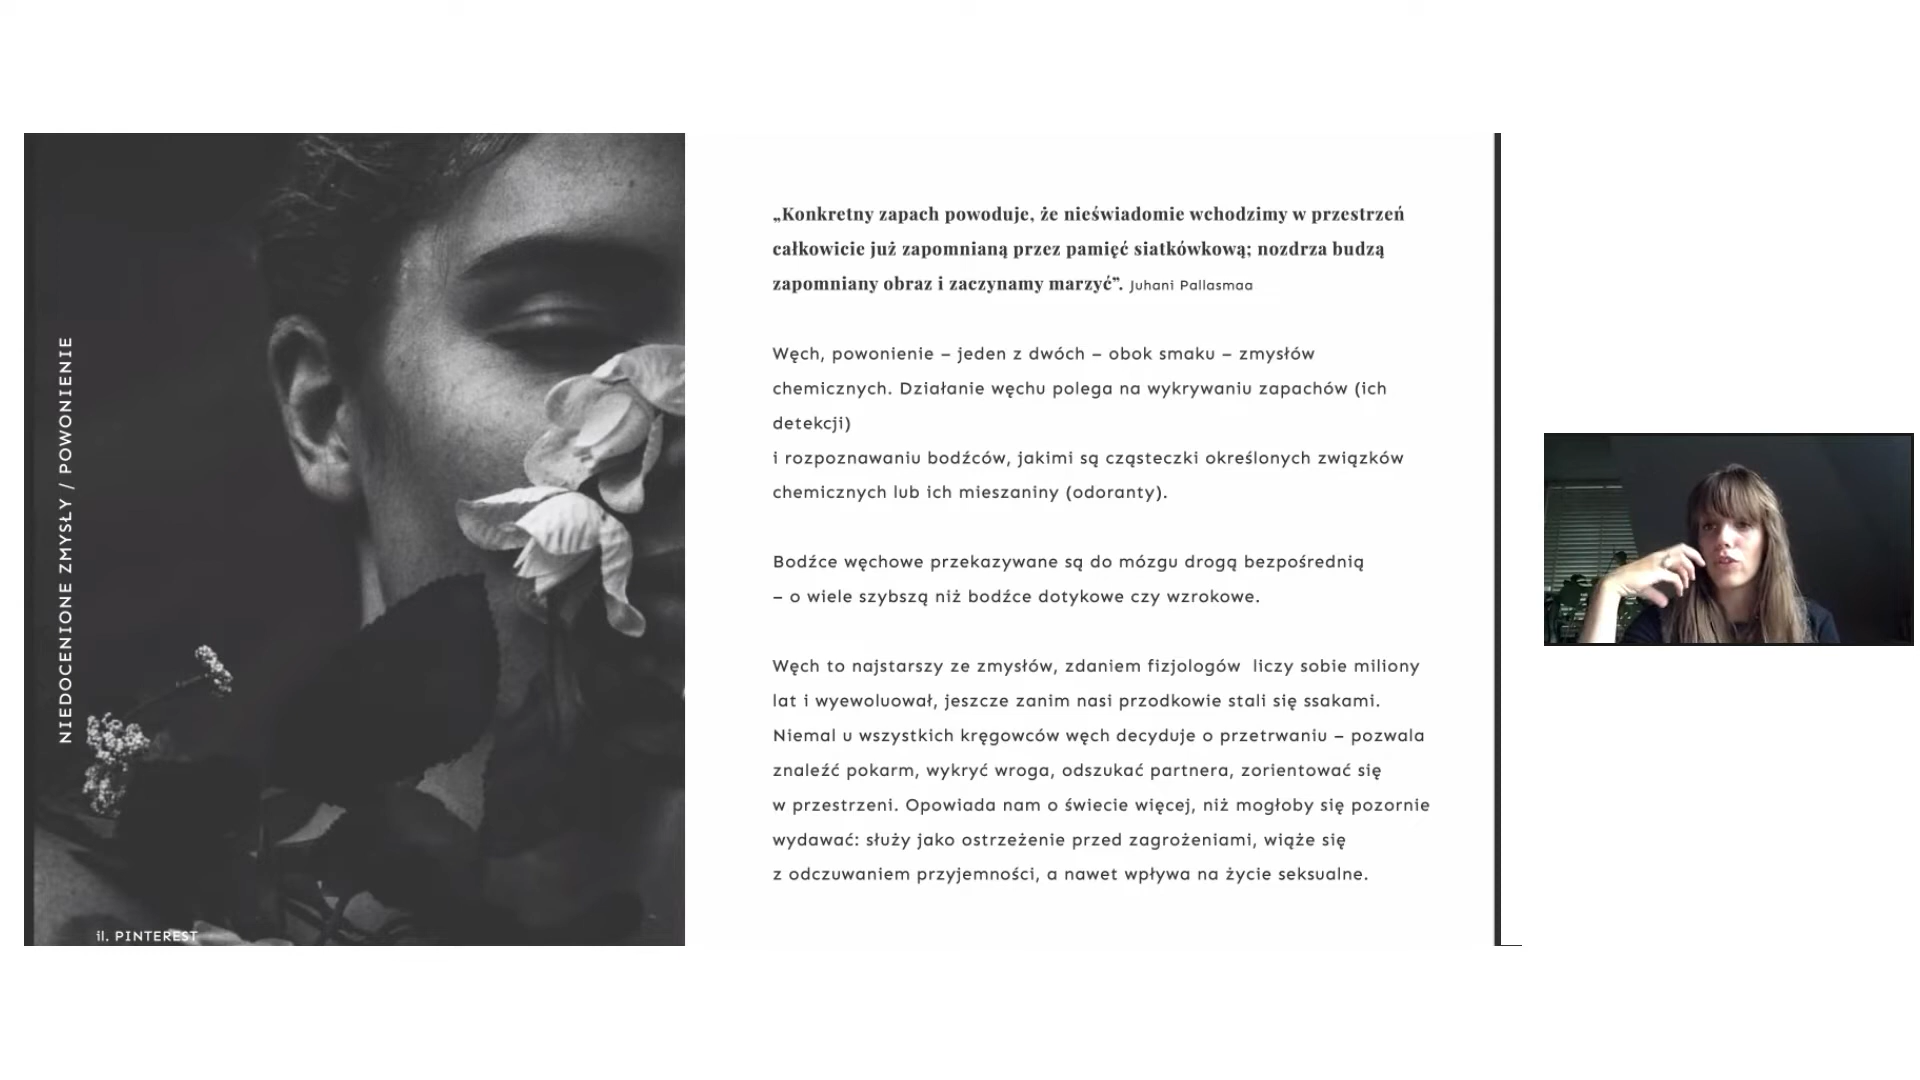 NIEDOCENIONE ZMYSŁY / POWONIENIE
il. PINTEREST
„Konkretny zapach powoduje, że nieświadomie wchodzimy w przestrzeń
całkowicie już zapomnianą przez pamięć siatkówkową; nozdrza budzą
zapomniany obraz i zaczynamy marzyć”. Juhani Pallasmaa
Węch, powonienie – jeden z dwóch – obok smaku – zmysłów
chemicznych. Działanie węchu polega na wykrywaniu zapachów (ich
detekcji)
i rozpoznawaniu bodźców, jakimi są cząsteczki określonych związków
chemicznych lub ich mieszaniny (odoranty).
Bodźce węchowe przekazywane są do mózgu drogą bezpośrednią
– o wiele szybszą niż bodźce dotykowe czy wzrokowe.
Węch to najstarszy ze zmysłów, zdaniem fizjologów  liczy sobie miliony
lat i wyewoluował, jeszcze zanim nasi przodkowie stali się ssakami.
Niemal u wszystkich kręgowców węch decyduje o przetrwaniu – pozwala
znaleźć pokarm, wykryć wroga, odszukać partnera, zorientować się
w przestrzeni. Opowiada nam o świecie więcej, niż mogłoby się pozornie
wydawać: służy jako ostrzeżenie przed zagrożeniami, wiąże się
z odczuwaniem przyjemności, a nawet wpływa na życie seksualne.